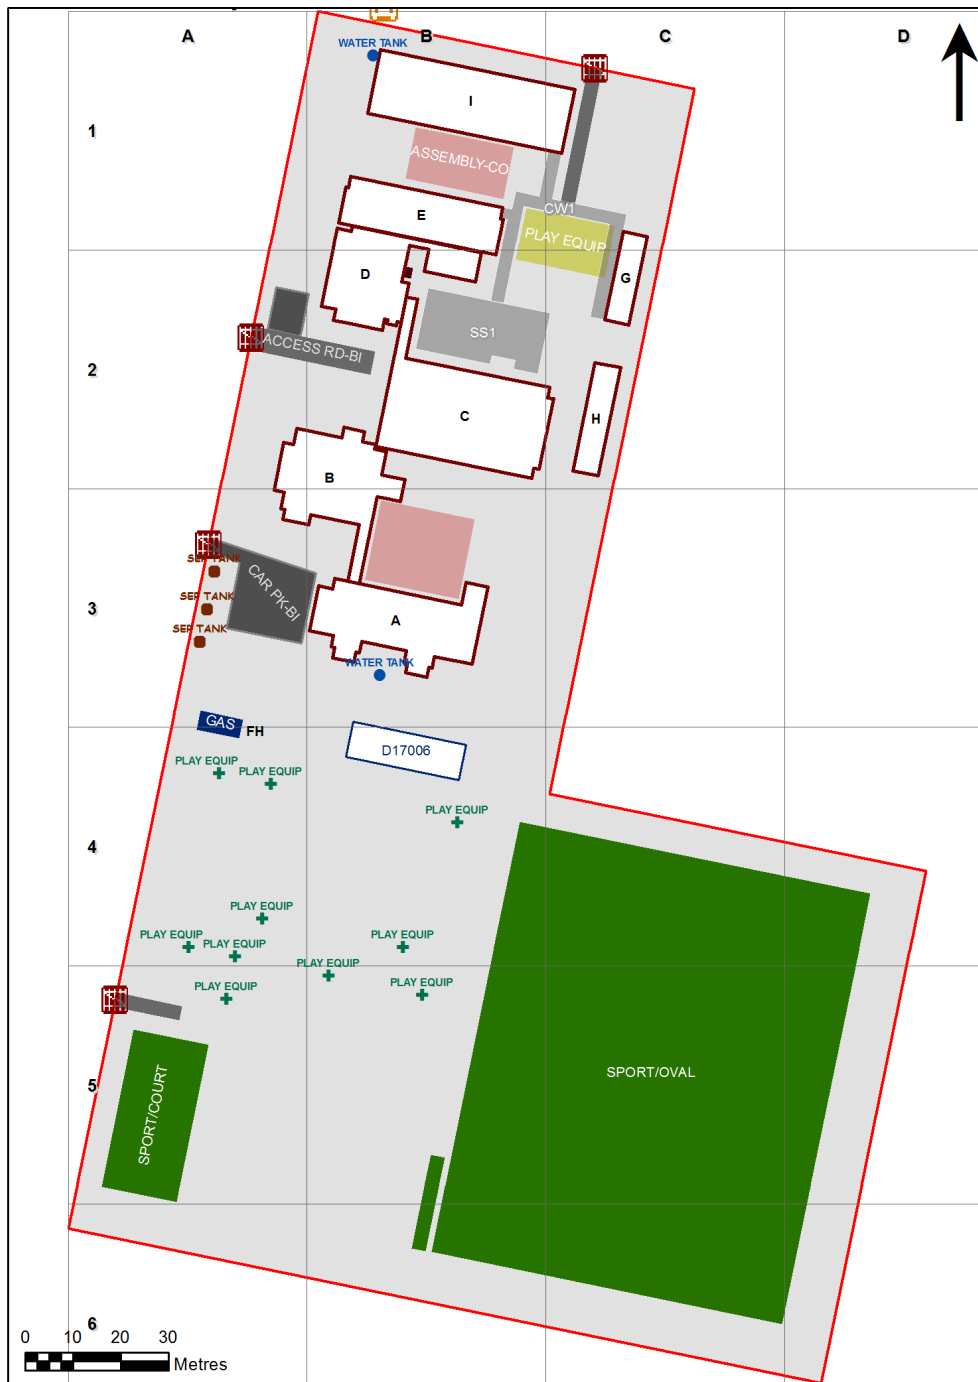 A
B
C
D
WATER TANK
1
I
ASSEMBLY-CO
CW1
E
PLAY EQUIP
D
G
SS1
ACCESS RD-BI
2
C
H
B
SEP TANK
CAR PK-BI
SEP TANK
3
A
SEP TANK
WATER TANK
GAS
FH
D17006
PLAY EQUIP
PLAY EQUIP
PLAY EQUIP
4
PLAY EQUIP
PLAY EQUIP
PLAY EQUIP
PLAY EQUIP
PLAY EQUIP
PLAY EQUIP
PLAY EQUIP
SPORT/OVAL
5
SPORT/COURT
6
0 10 20 30
Metres